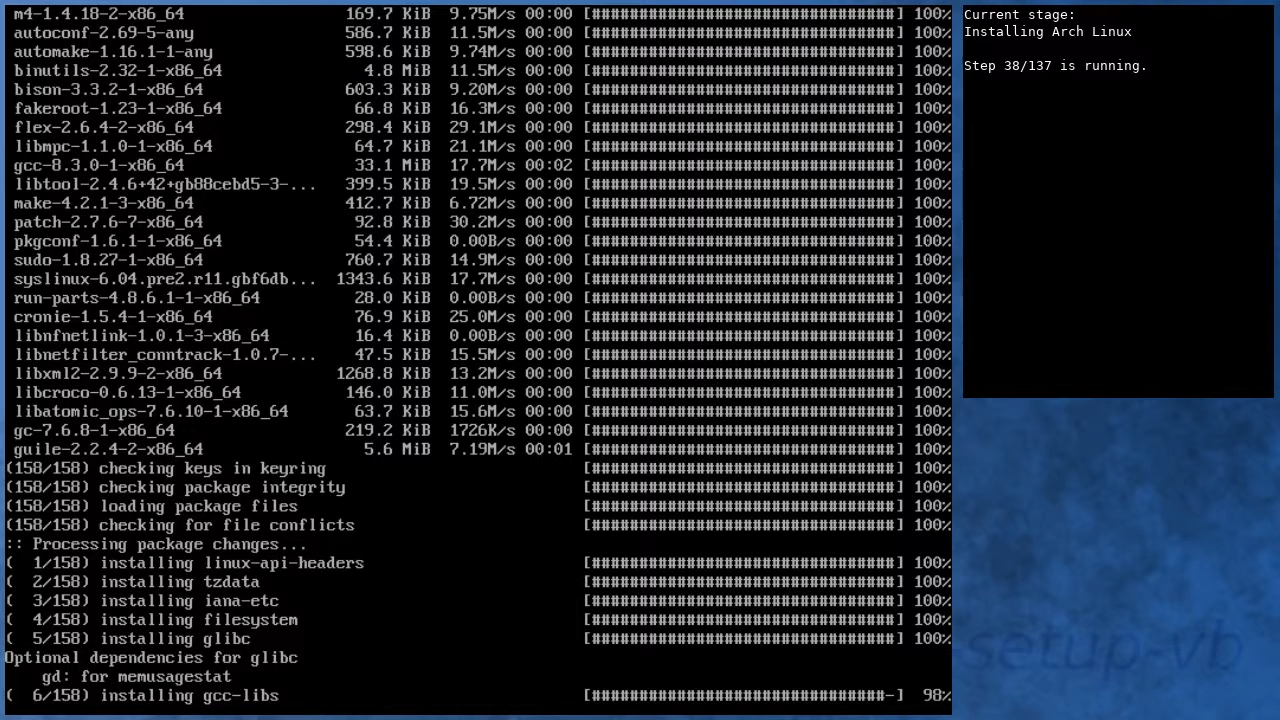 m4-1.4.18-2-x86_64 169.7 KiB 9.75M/s 00:00 [################################] 100%
autoconf-2.69-5-any 586.7 KiB 11.5M/s 00:00 [################################] 100%
automake-1.16.1-1-any 598.6 KiB 9.74M/s 00:00 [################################] 100%
binutils-2.32-1-x86_64 4.8 MiB 11.5M/s 00:00 [################################] 100%
bison-3.3.2-1-x86_64 603.3 KiB 9.20M/s 00:00 [################################] 100%
fakeroot-1.23-1-x86_64 66.8 KiB 16.3M/s 00:00 [################################] 100%
flex-2.6.4-2-x86_64 298.4 KiB 29.1M/s 00:00 [################################] 100%
libmpc-1.1.0-1-x86_64 64.7 KiB 21.1M/s 00:00 [################################] 100%
gcc-8.3.0-1-x86_64 33.1 MiB 17.7M/s 00:02 [################################] 100%
libtool-2.4.6+42+gb88cebd5-3-... 399.5 KiB 19.5M/s 00:00 [################################] 100%
make-4.2.1-3-x86_64 412.7 KiB 6.72M/s 00:00 [################################] 100%
patch-2.7.6-7-x86_64 92.8 KiB 30.2M/s 00:00 [################################] 100%
pkgconf-1.6.1-1-x86_64 54.4 KiB 0.00B/s 00:00 [################################] 100%
sudo-1.8.27-1-x86_64 760.7 KiB 14.9M/s 00:00 [################################] 100%
syslinux-6.04.pre2.r11.gbf6db... 1343.6 KiB 17.7M/s 00:00 [################################] 100%
run-parts-4.8.6.1-1-x86_64 28.0 KiB 0.00B/s 00:00 [################################] 100%
cronie-1.5.4-1-x86_64 76.9 KiB 25.0M/s 00:00 [################################] 100%
libnfnetlink-1.0.1-3-x86_64 16.4 KiB 0.00B/s 00:00 [################################] 100%
libnetfilter_conntrack-1.0.7-... 47.5 KiB 15.5M/s 00:00 [################################] 100%
libxml2-2.9.9-2-x86_64 1268.8 KiB 13.2M/s 00:00 [################################] 100%
libcroco-0.6.13-1-x86_64 146.0 KiB 11.0M/s 00:00 [################################] 100%
libatomic_ops-7.6.10-1-x86_64 63.7 KiB 15.6M/s 00:00 [################################] 100%
gc-7.6.8-1-x86_64 219.2 KiB 1726K/s 00:00 [################################] 100%
guile-2.2.4-2-x86_64 5.6 MiB 7.19M/s 00:01 [################################] 100%
(158/158) checking keys in keyring [################################] 100%
(158/158) checking package integrity [################################] 100%
(158/158) loading package files [################################] 100%
(158/158) checking for file conflicts [################################] 100%
:: Processing package changes...
(  1/158) installing linux-api-headers [################################] 100%
(  2/158) installing tzdata [################################] 100%
(  3/158) installing iana-etc [################################] 100%
(  4/158) installing filesystem [################################] 100%
(  5/158) installing glibc [################################] 100%
Optional dependencies for glibc
gd: for memusagestat
(  6/158) installing gcc-libs [###############################-] 98%
Current stage:
Installing Arch Linux
Step 38/137 is running.
setup-vb